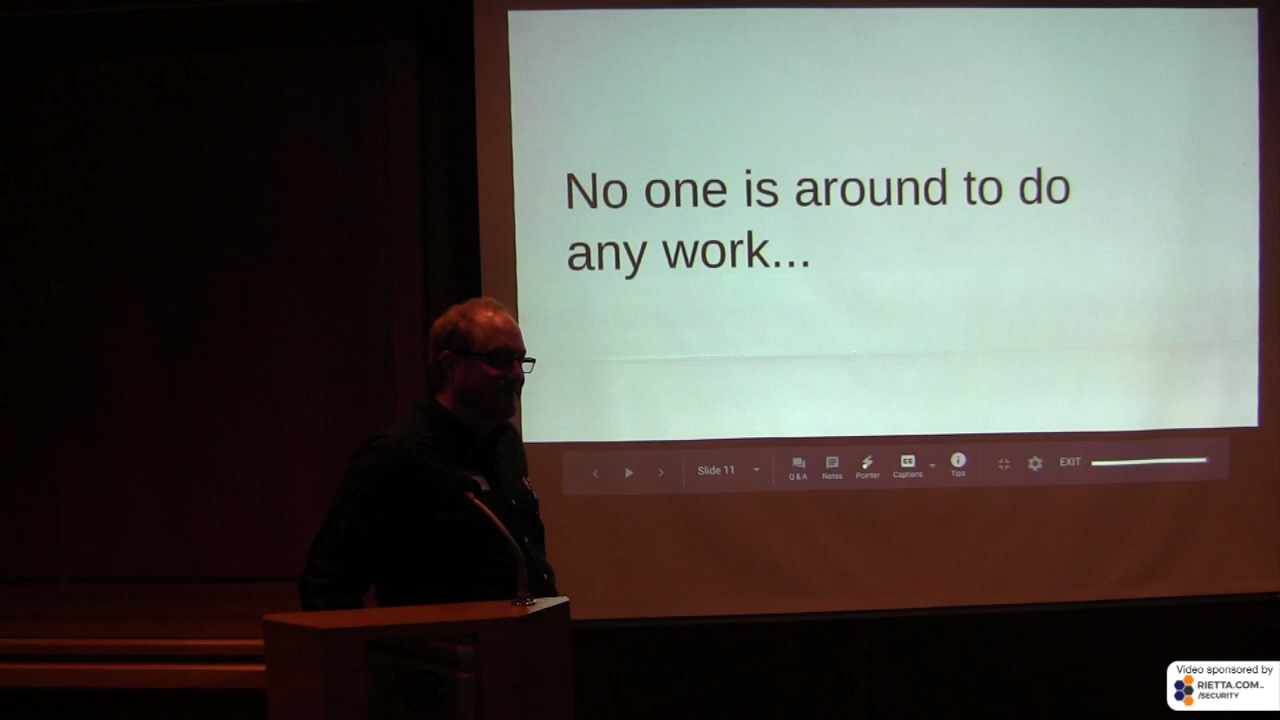 No one is around to do
any work...
Slide 11
Q&A
Notes
Pointer
CC
Captions
Tips
EXIT
Video sponsored by
RIETTA.COM
/SECURITY